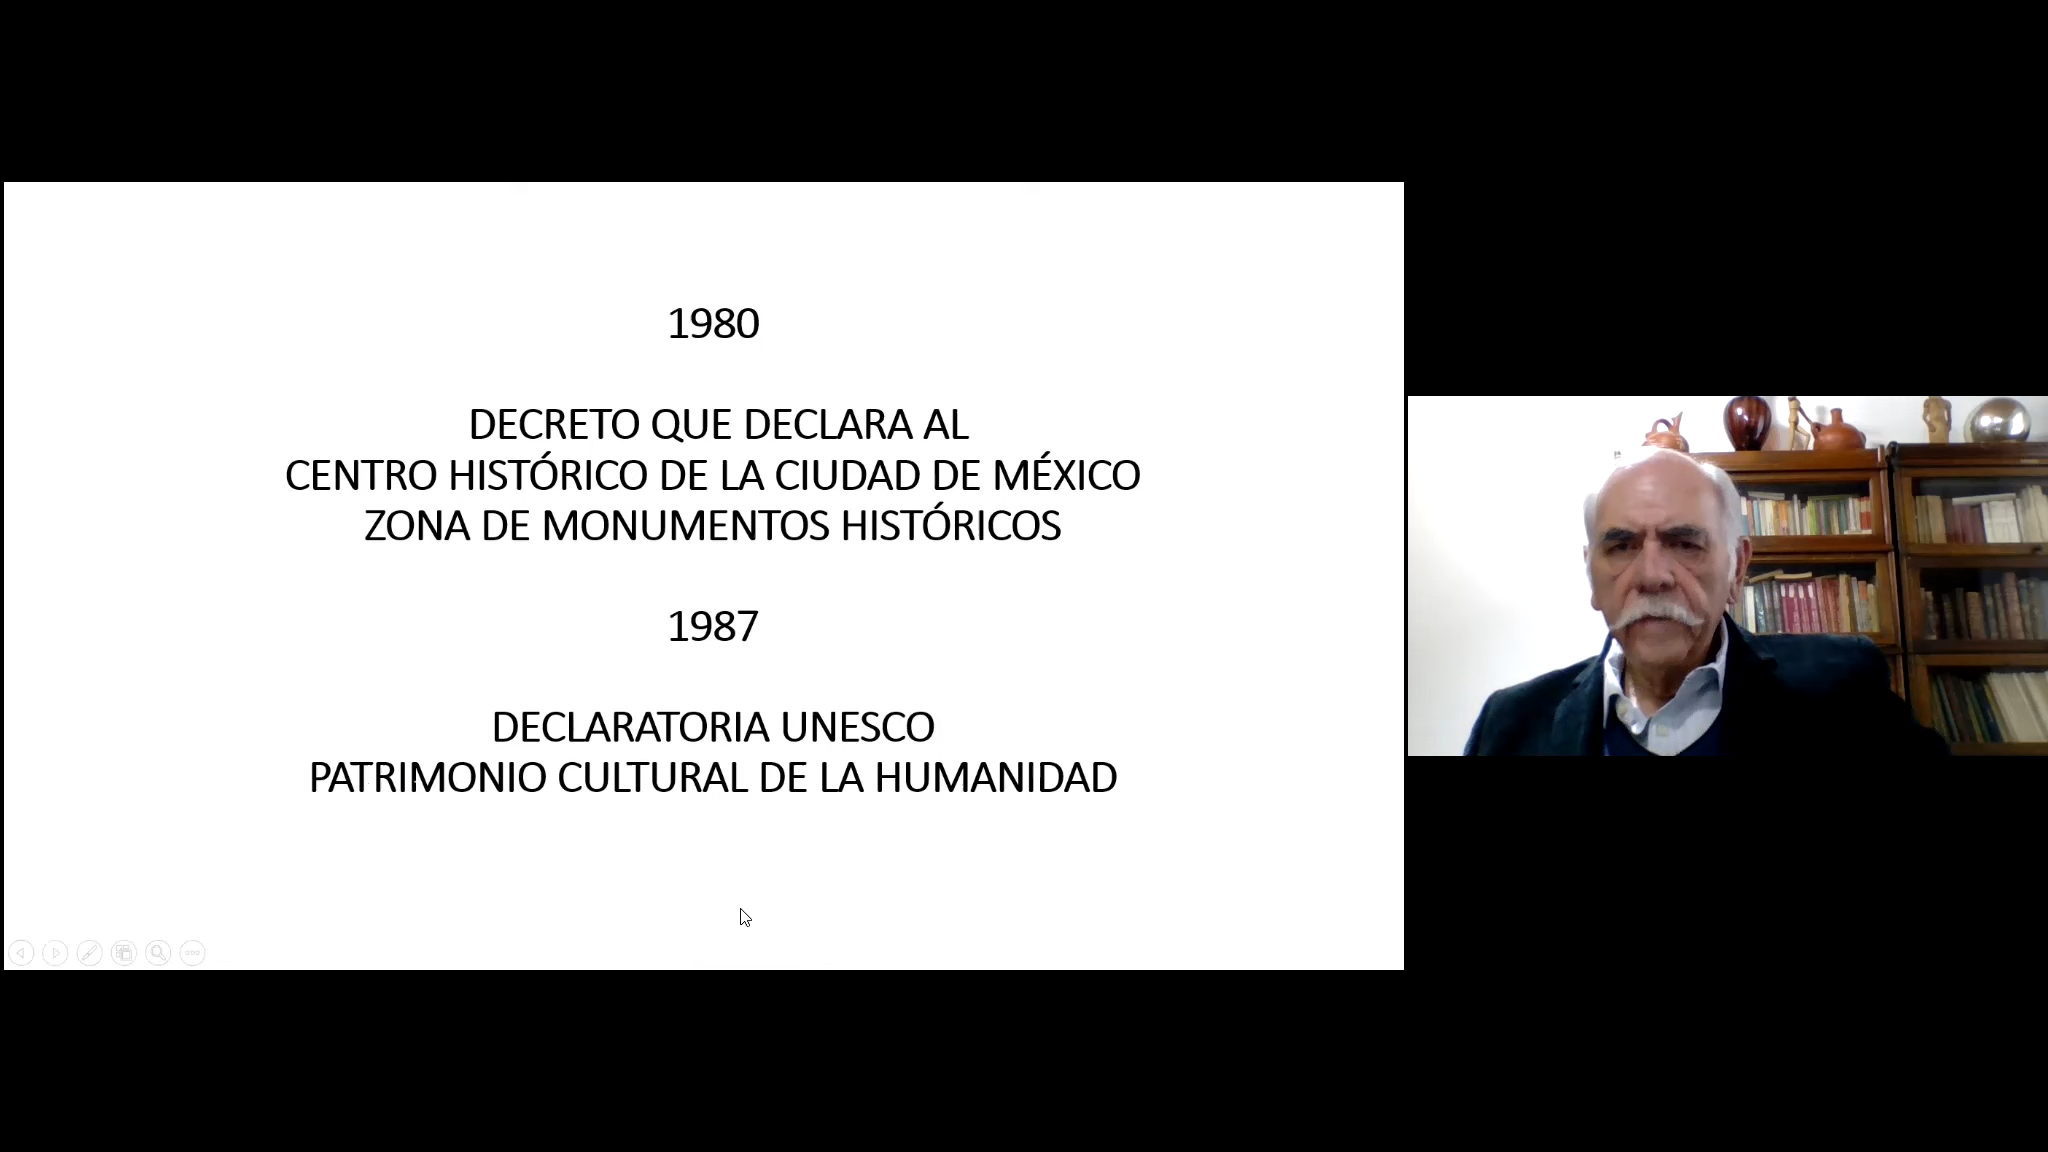 1980
DECRETO QUE DECLARA AL
CENTRO HISTÓRICO DE LA CIUDAD DE MÉXICO
ZONA DE MONUMENTOS HISTÓRICOS
1987
DECLARATORIA UNESCO
PATRIMONIO CULTURAL DE LA HUMANIDAD